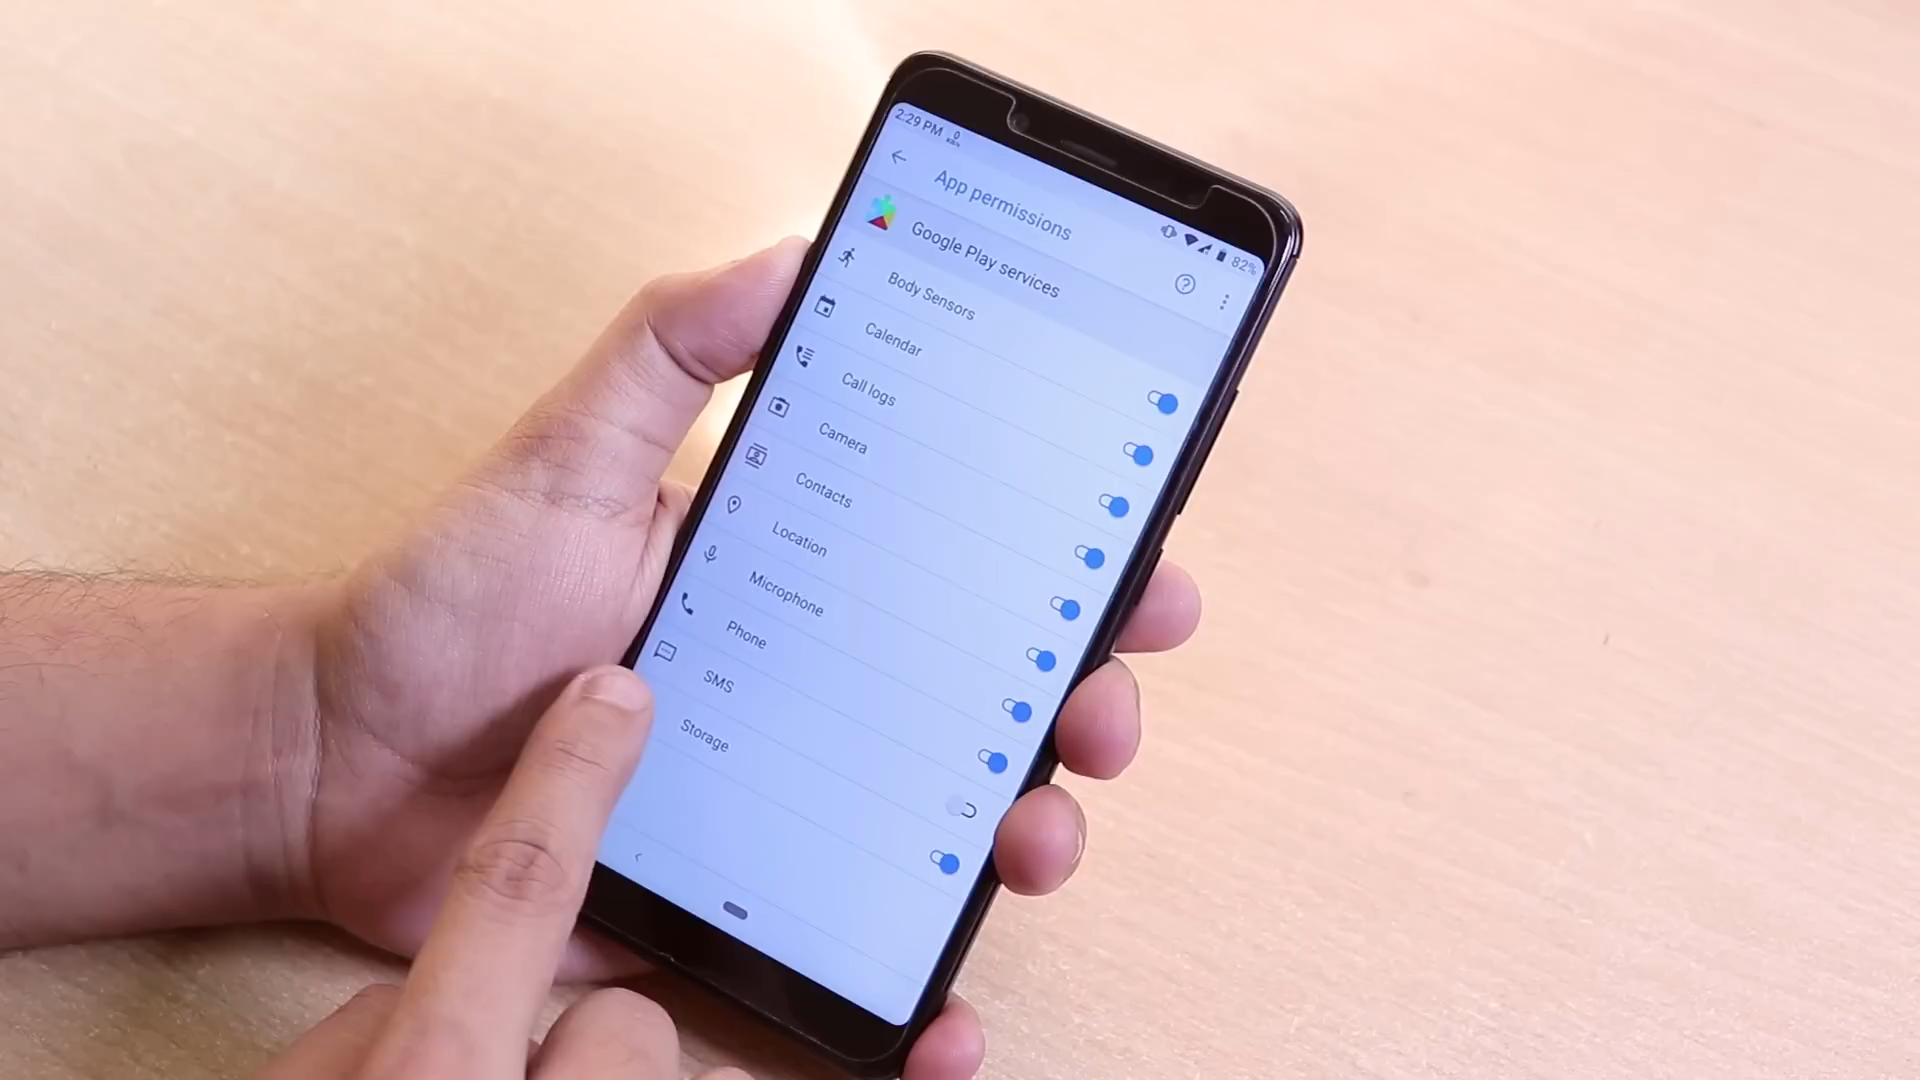 2:29 PM
82%
App permissions
Google Play services
Body Sensors
Calendar
Call logs
Camera
Contacts
Location
Microphone
Phone
SMS
Storage